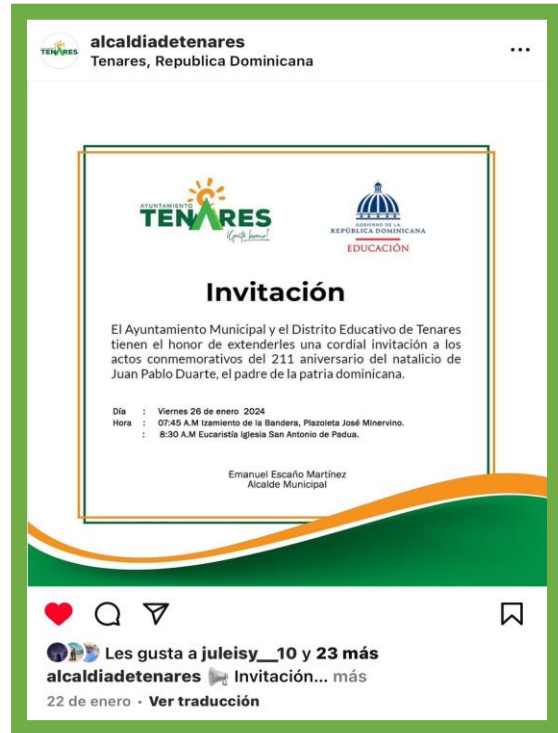 TENARES
alcaldiadetenares
Tenares, Republica Dominicana
AYUNTAMIENTO
TENARES
¡Gente buena!
GOBIERNO DE LA
REPÚBLICA DOMINICANA
EDUCACIÓN
Invitación
El Ayuntamiento Municipal y el Distrito Educativo de Tenares
tienen el honor de extenderles una cordial invitación a los
actos conmemorativos del 211 aniversario del natalicio de
Juan Pablo Duarte, el padre de la patria dominicana.
Día : Viernes 26 de enero 2024
Hora : 07:45 A.M Izamiento de la Bandera, Plazoleta José Minervino.
: 8:30 A.M Eucaristía Iglesia San Antonio de Padua.
Emanuel Escaño Martínez
Alcalde Municipal
Les gusta a juleisy__10 y 23 más
alcaldiadetenares Invitación... más
22 de enero · Ver traducción